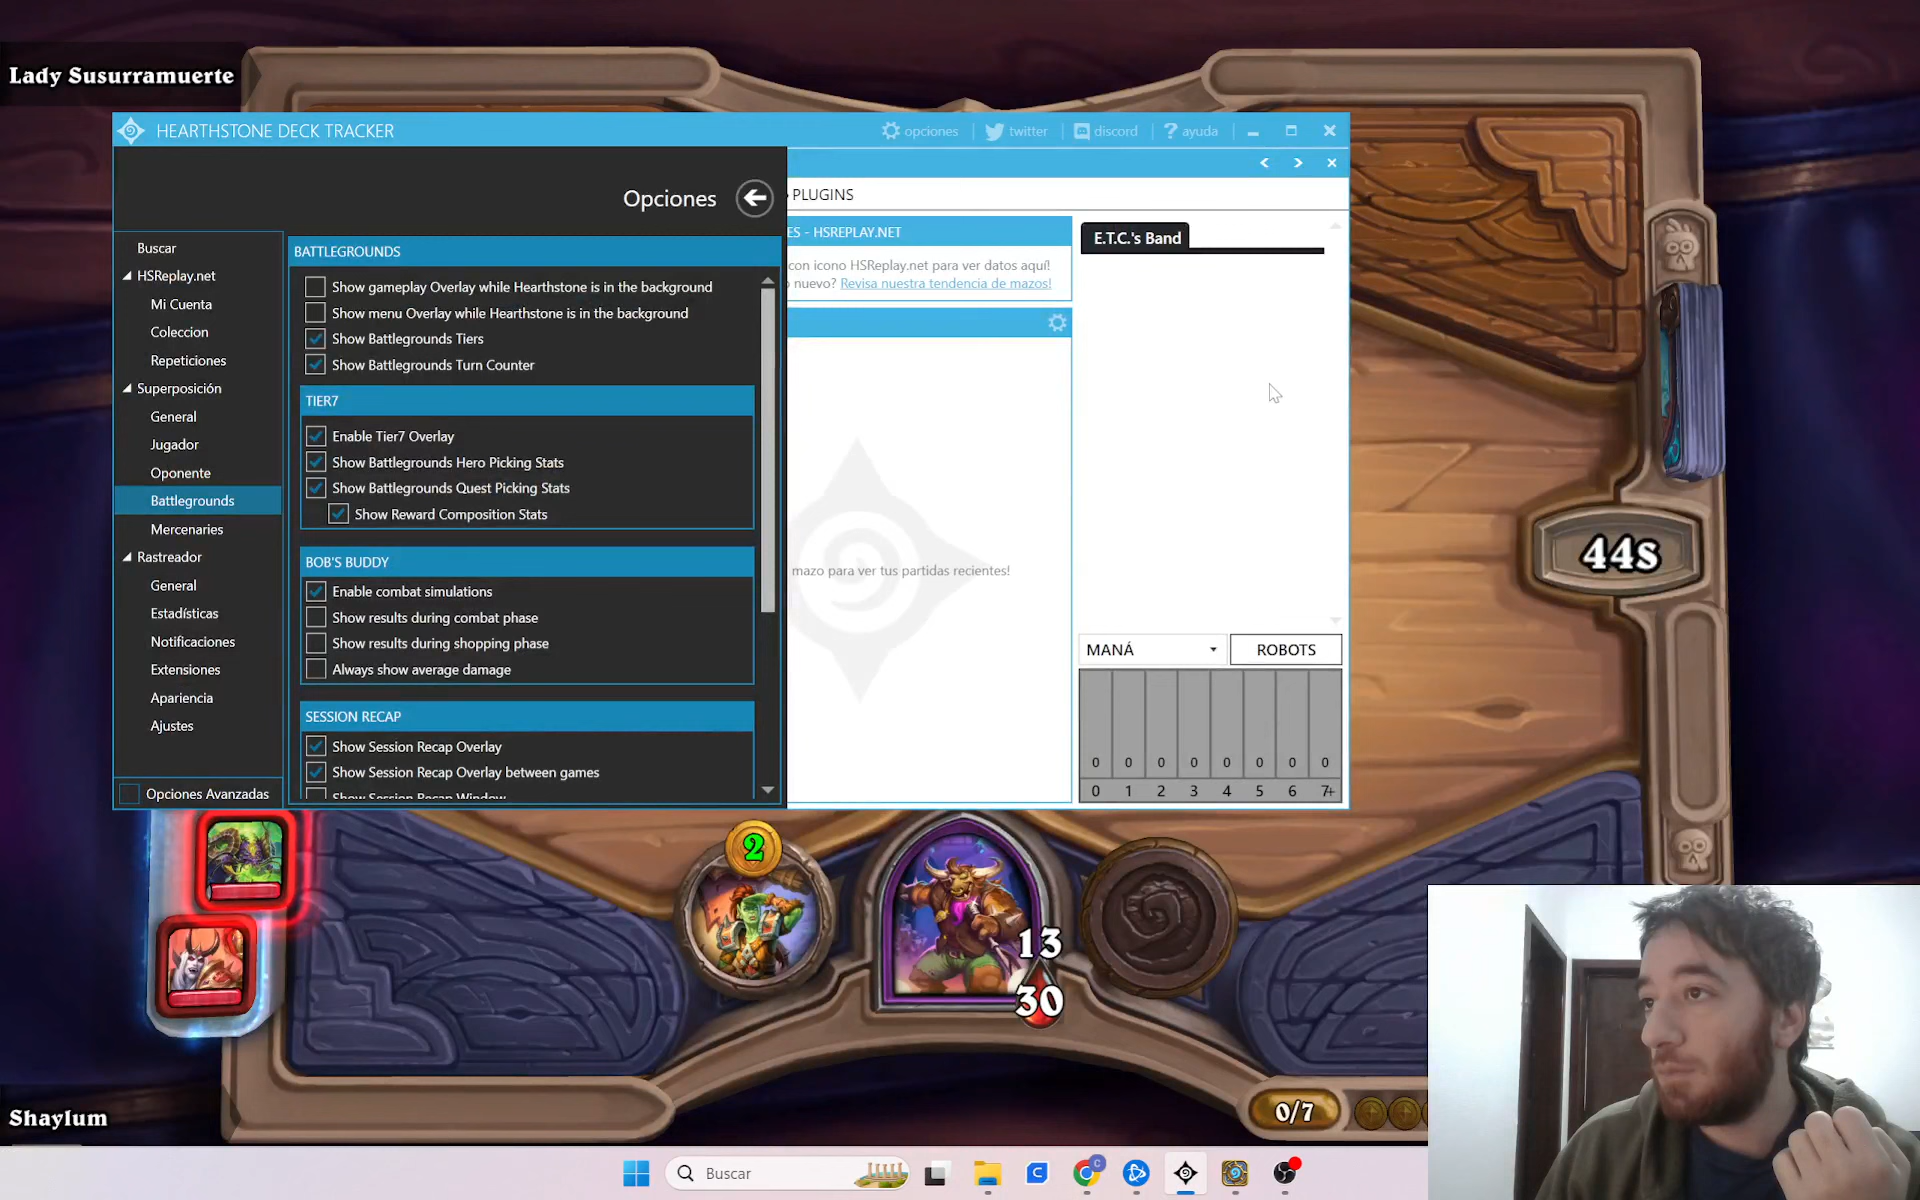 Lady Susurramuerte
HEARTHSTONE DECK TRACKER
opciones
twitter
discord
? ayuda
Opciones
PLUGINS
Buscar
HSReplay.net
Mi Cuenta
Coleccion
Repeticiones
Superposición
General
Jugador
Oponente
Battlegrounds
Mercenaries
Rastreador
General
Estadísticas
Notificaciones
Extensiones
Apariencia
Ajustes
Opciones Avanzadas
BATTLEGROUNDS
Show gameplay Overlay while Hearthstone is in the background
Show menu Overlay while Hearthstone is in the background
Show Battlegrounds Tiers
Show Battlegrounds Turn Counter
TIER7
Enable Tier7 Overlay
Show Battlegrounds Hero Picking Stats
Show Battlegrounds Quest Picking Stats
Show Reward Composition Stats
BOB'S BUDDY
Enable combat simulations
Show results during combat phase
Show results during shopping phase
Always show average damage
SESSION RECAP
Show Session Recap Overlay
Show Session Recap Overlay between games
Show Session Recap Window
ES - HSREPLAY.NET
con icono HSReplay.net para ver datos aquí!
o nuevo? Revisa nuestra tendencia de mazos!
mazo para ver tus partidas recientes!
E.T.C.'s Band
MANÁ
ROBOTS
0 0 0 0 0 0 0 0
0 1 2 3 4 5 6 7+
44s
2
13
30
0/7
Shaylum
Buscar